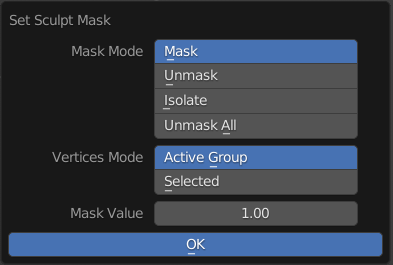 Set Sculpt Mask
Mask Mode Mask
Unmask
Isolate
Unmask All
Vertices Mode Active Group
Selected
Mask Value 1.00
OK